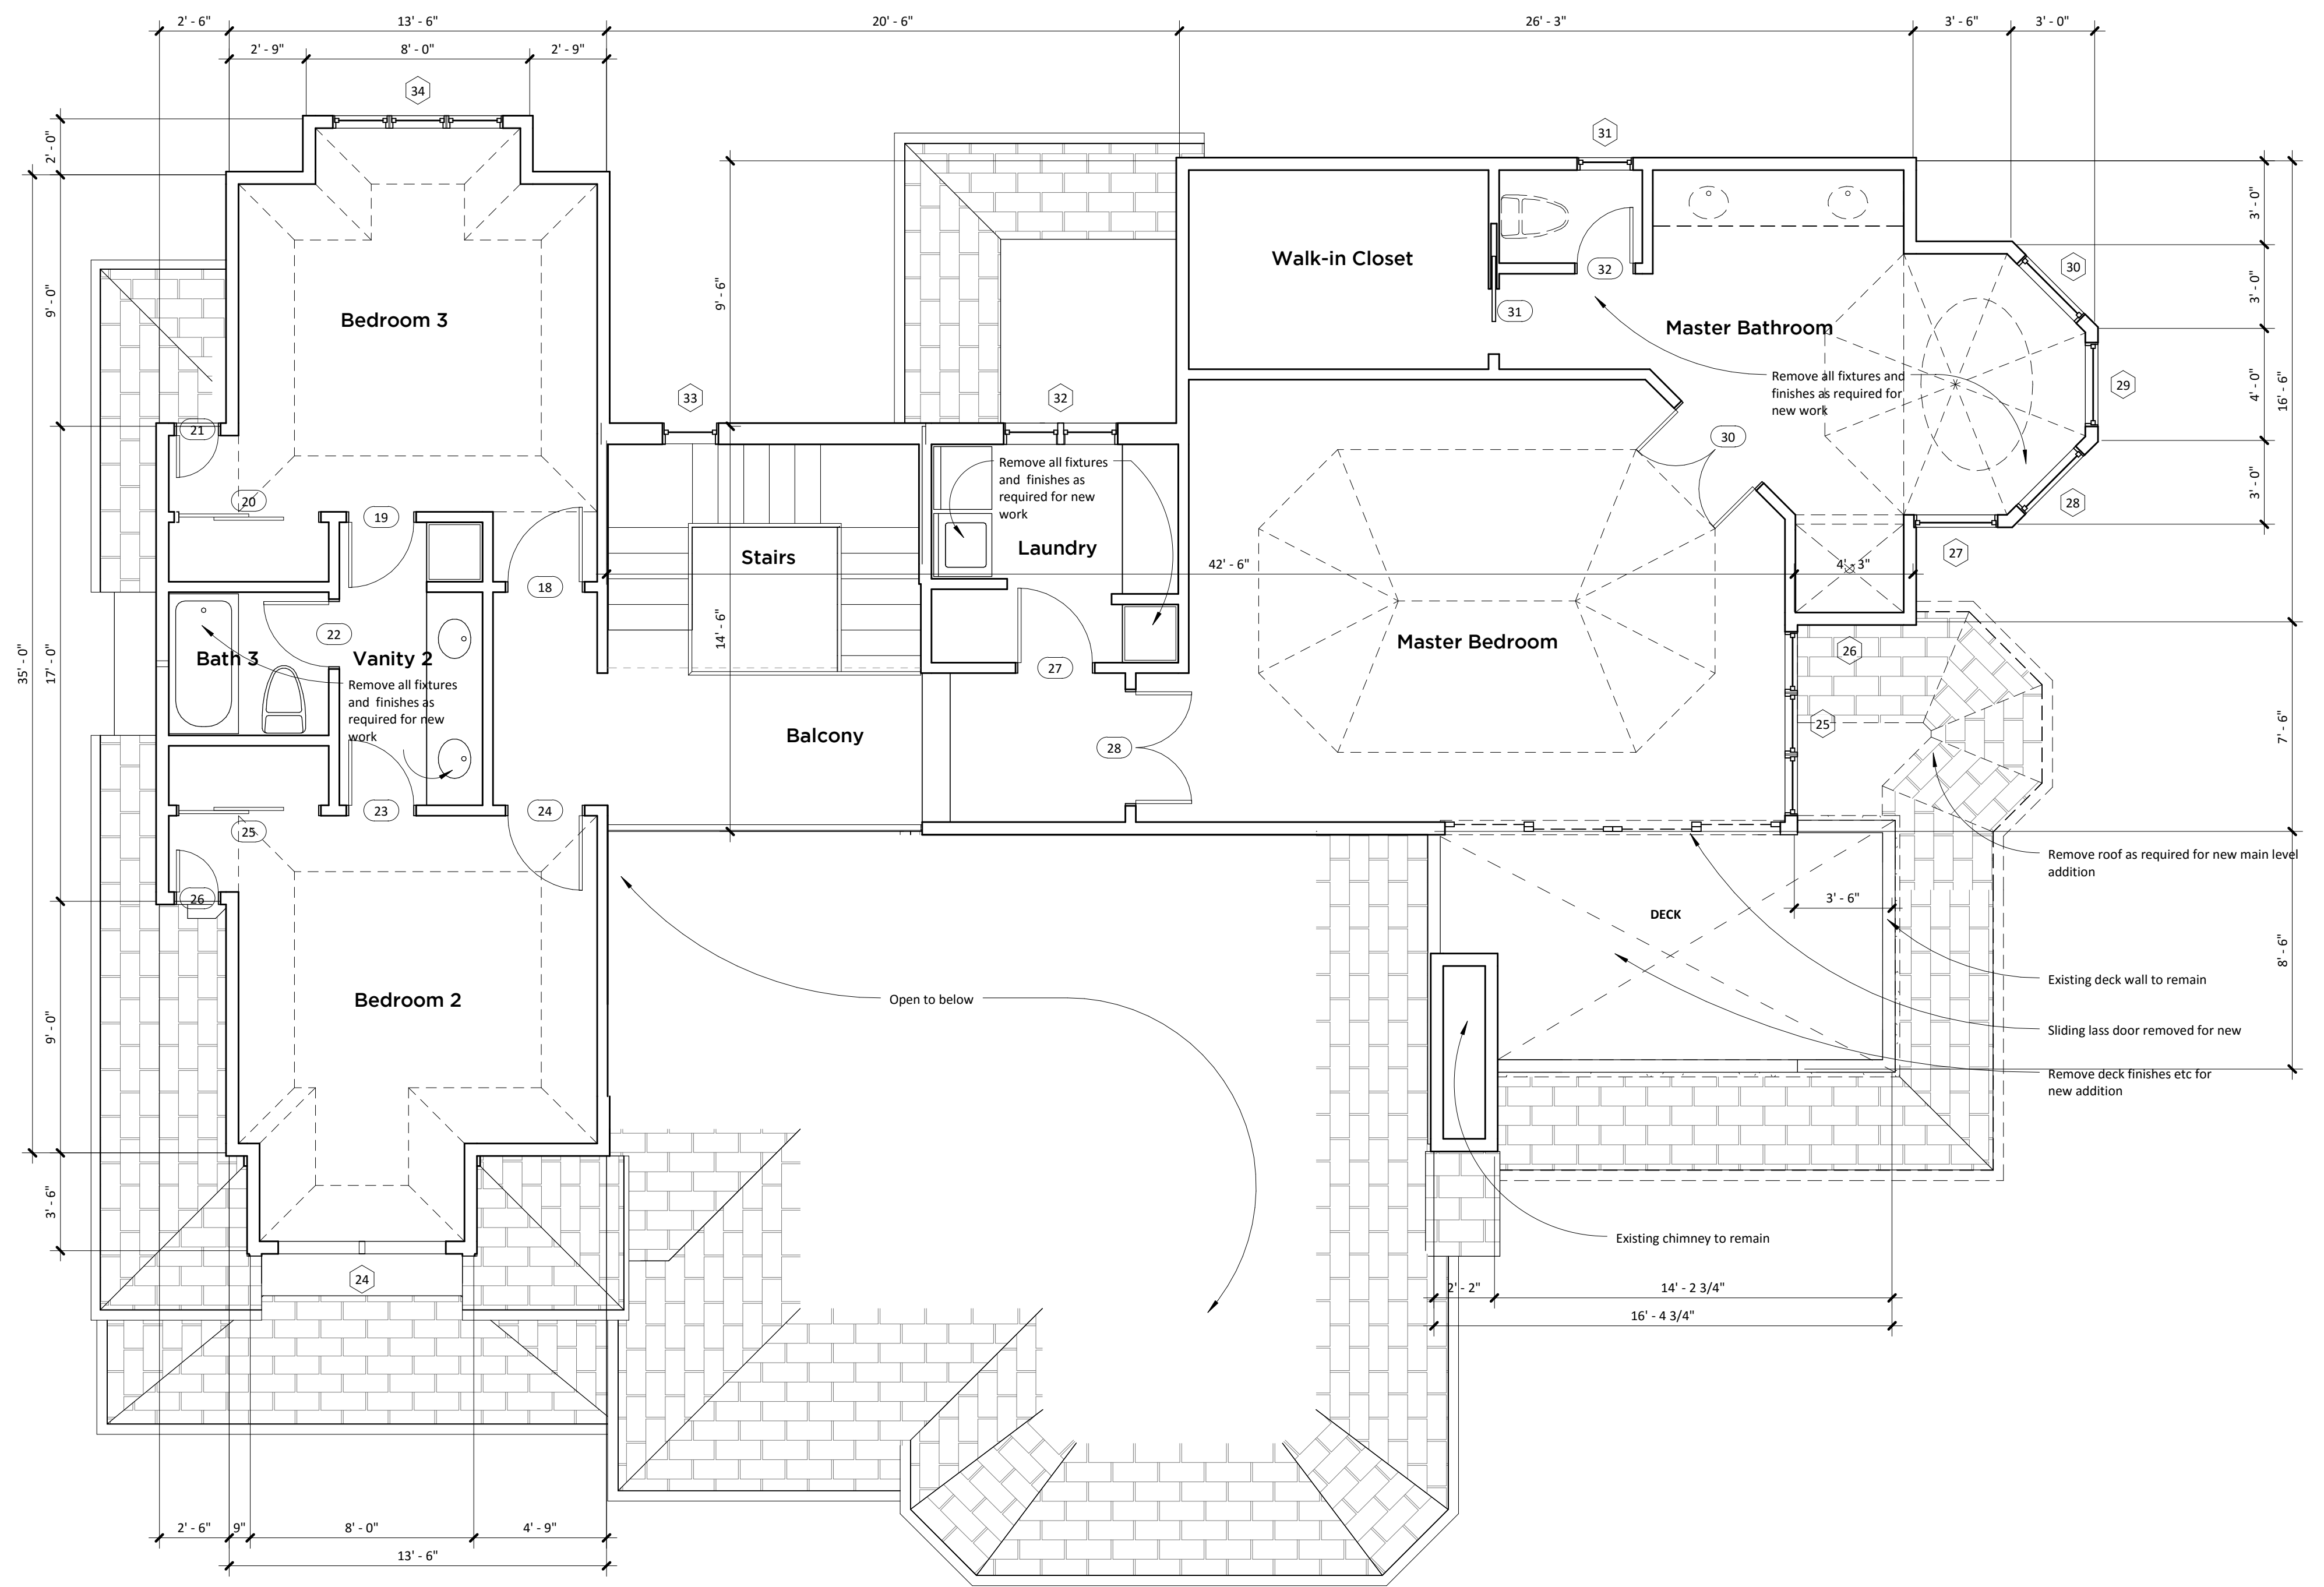 2' - 6" 13' - 6" 20' - 6" 26' - 3" 3' - 6" 3' - 0"
2' - 9" 8' - 0" 2' - 9"
34
2' - 0"
31
3' - 0"
Walk-in Closet
32
30
9' - 0"
9' - 6"
3' - 0"
31
Bedroom 3
Master Bathroom
Remove all fixtures and
finishes as required for
new work
29
4' - 0"
16' - 6"
33
32
21
30
Remove all fixtures
and finishes as
required for new
work
3' - 0"
28
20
19
Stairs
Laundry
27
42' - 6"
4' - 3"
18
22
14' - 6"
Master Bedroom
26
Bath 3
Vanity 2
35' - 0"
17' - 0"
27
Remove all fixtures
and finishes as
required for new
work
25
7' - 6"
Balcony
28
23
24
25
Remove roof as required for new main level
addition
26
3' - 6"
DECK
8' - 6"
Existing deck wall to remain
Bedroom 2
Open to below
9' - 0"
Sliding lass door removed for new
Remove deck finishes etc for
new addition
3' - 6"
Existing chimney to remain
24
2' - 2" 14' - 2 3/4"
16' - 4 3/4"
2' - 6" 9" 8' - 0" 4' - 9"
13' - 6"